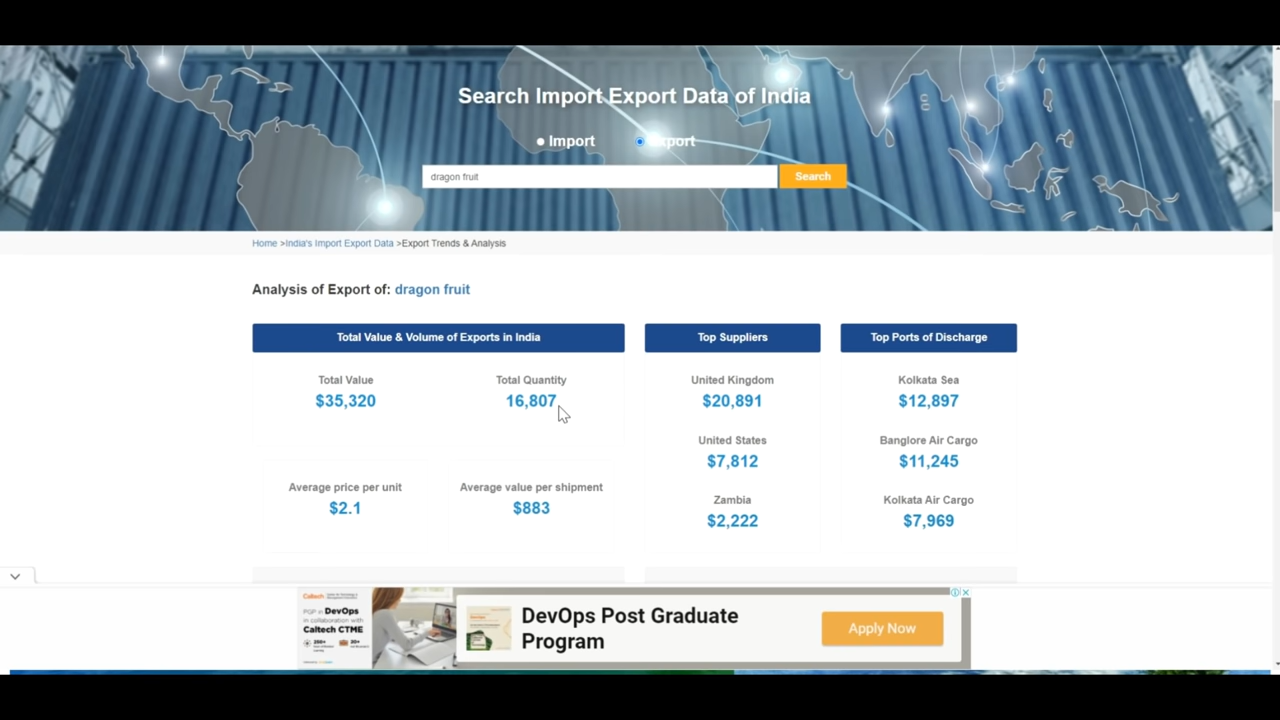 Search Import Export Data of India
Import
Export
dragon fruit
Search
Home >India's Import Export Data >Export Trends & Analysis
Analysis of Export of: dragon fruit
Total Value & Volume of Exports in India
Total Value
$35,320
Total Quantity
16,807
Average price per unit
$2.1
Average value per shipment
$883
Top Suppliers
United Kingdom
$20,891
United States
$7,812
Zambia
$2,222
Top Ports of Discharge
Kolkata Sea
$12,897
Banglore Air Cargo
$11,245
Kolkata Air Cargo
$7,969
Caltech
PGP in DevOps
in collaboration with
Caltech CTME
DevOps Post Graduate
Program
Apply Now